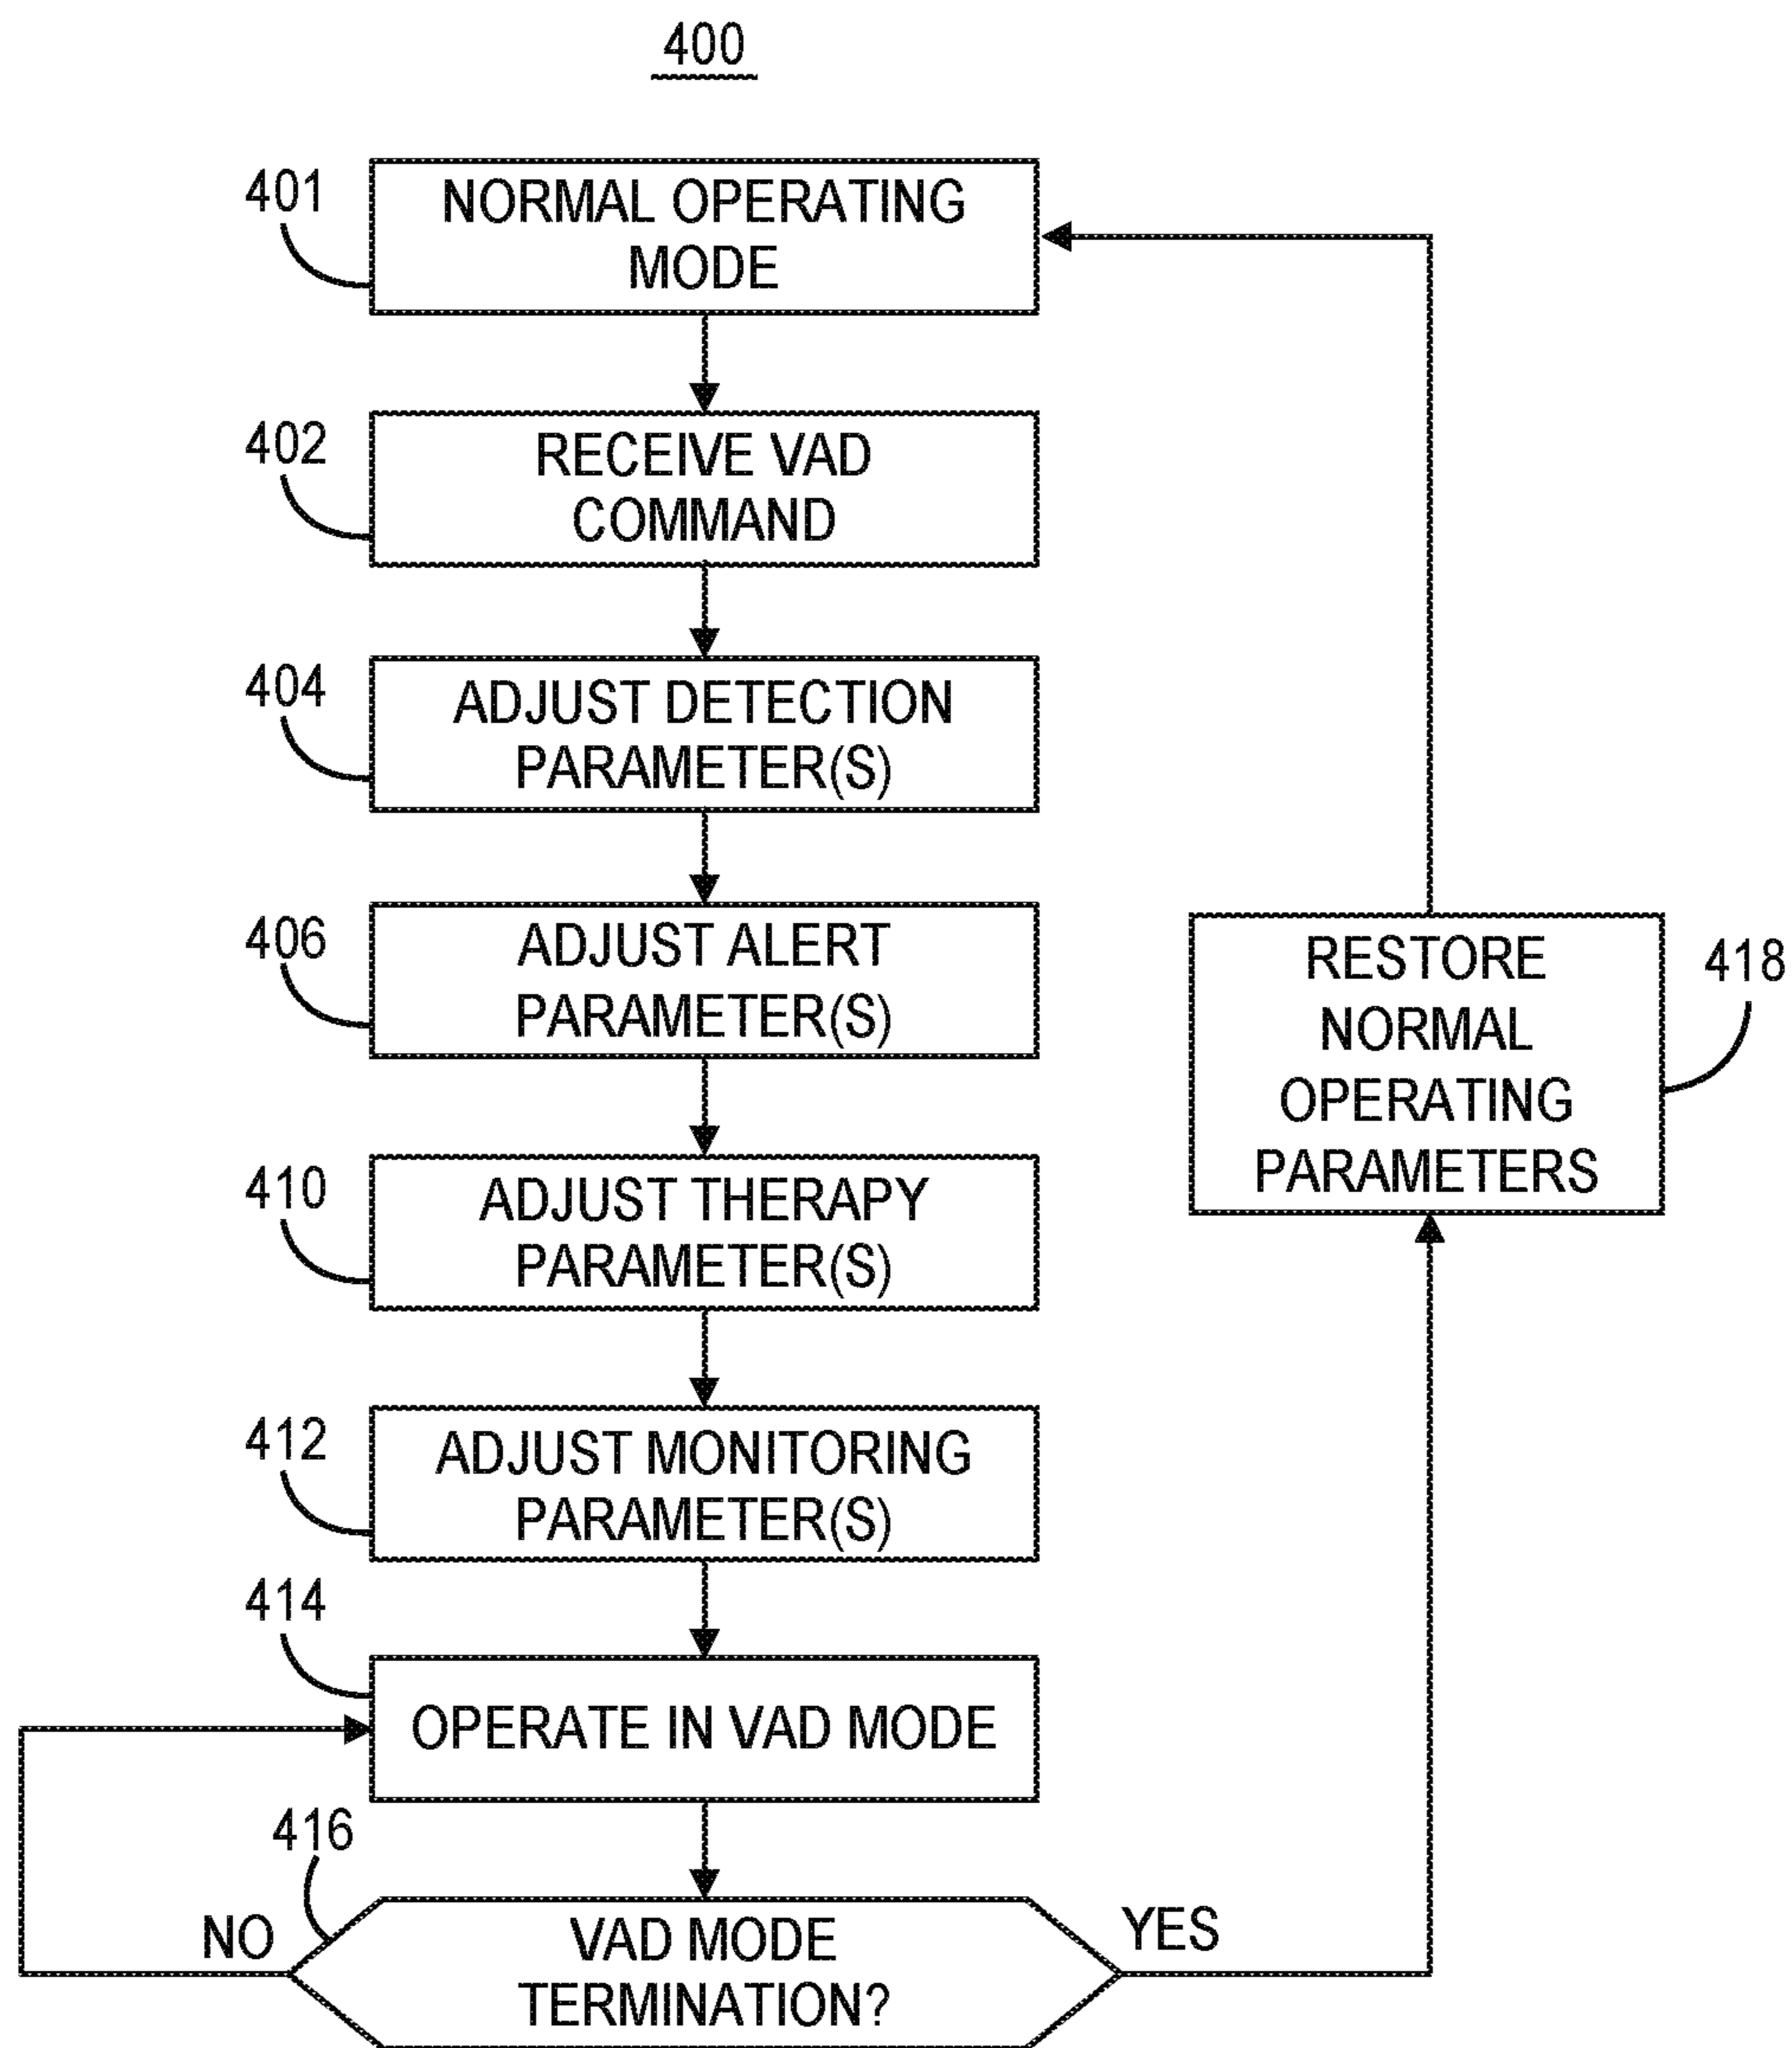 400
401
NORMAL OPERATING
MODE
402
RECEIVE VAD
COMMAND
404
ADJUST DETECTION
PARAMETER(S)
406
ADJUST ALERT
PARAMETER(S)
410
ADJUST THERAPY
PARAMETER(S)
412
ADJUST MONITORING
PARAMETER(S)
414
OPERATE IN VAD MODE
416
NO
VAD MODE
TERMINATION?
YES
RESTORE
NORMAL
OPERATING
PARAMETERS
418